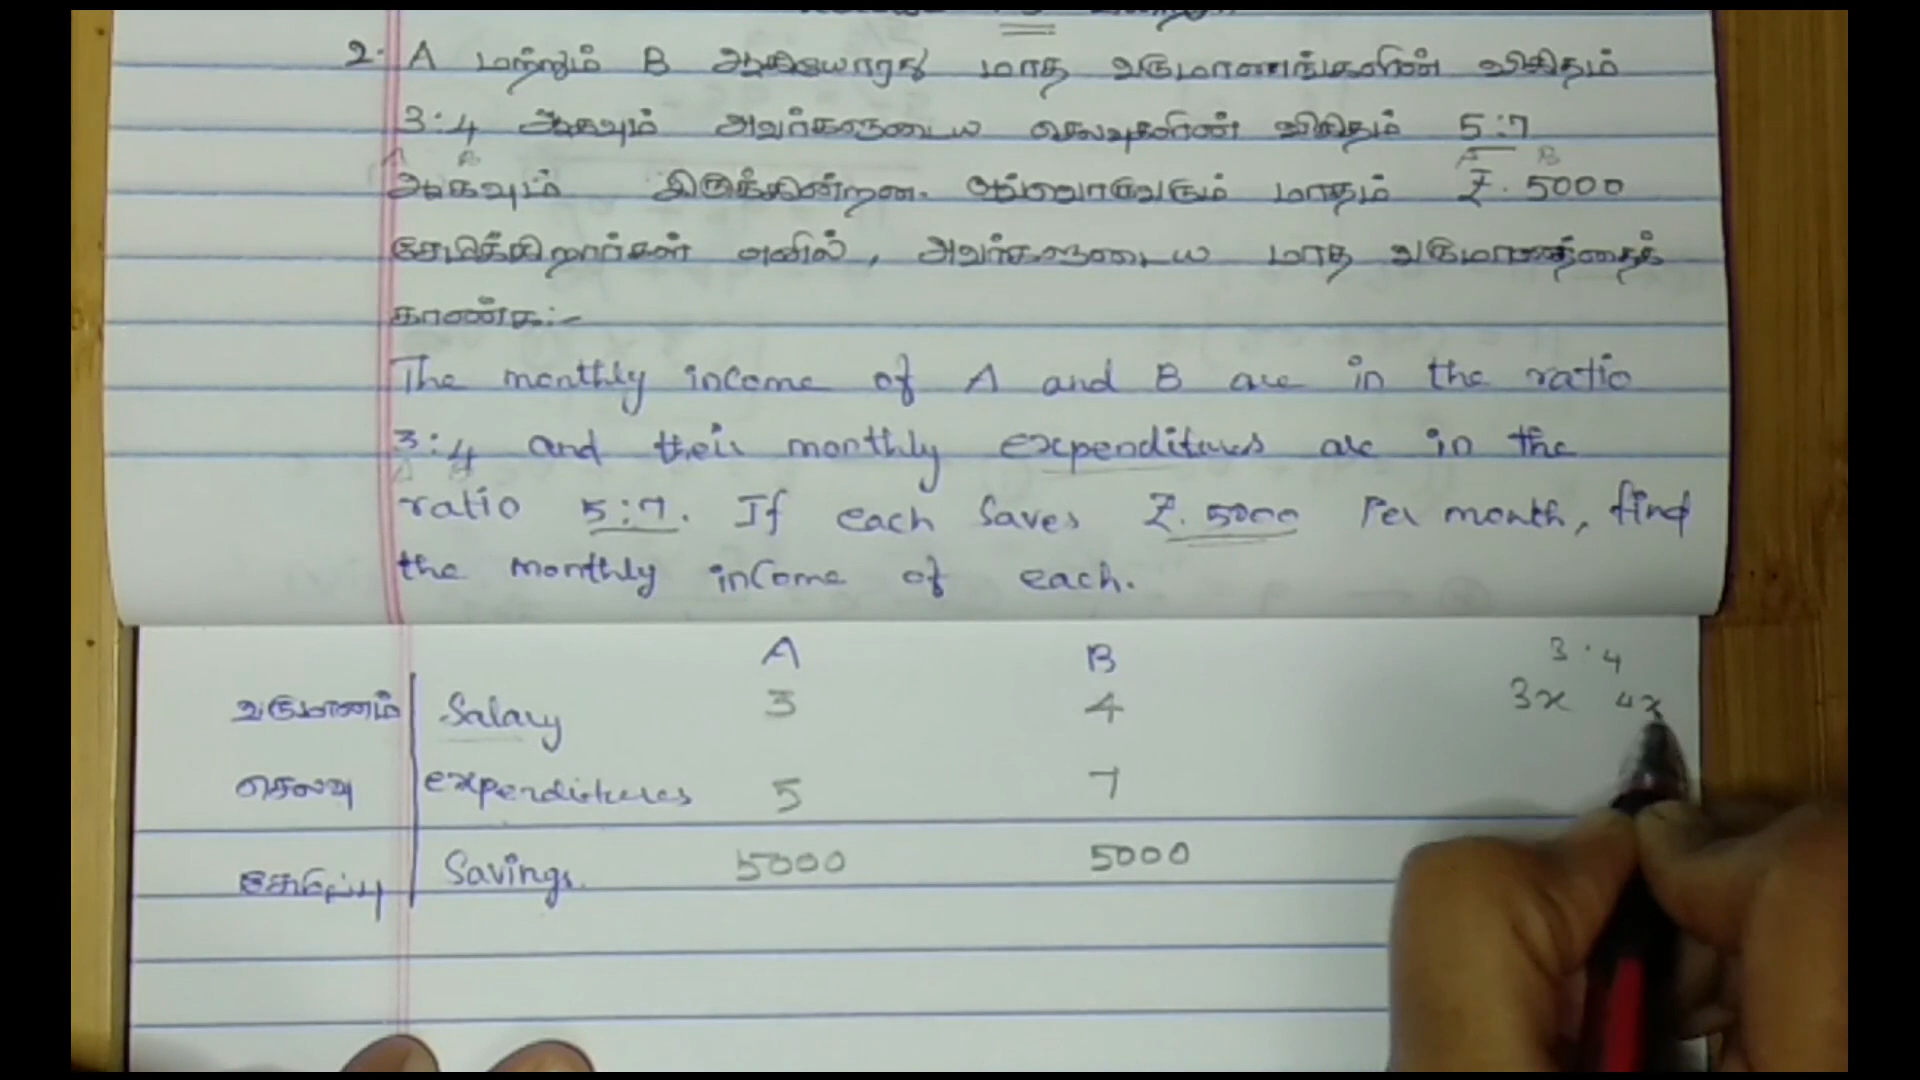 2. A மற்றும் B ஆகியோரது மாத வருமானங்களின் விகிதம்
3:4 ஆகவும் அவர்களுடைய செலவுகளின் விகிதம் 5:7
A B A B
ஆகவும் இருக்கின்றன. ஒவ்வொருவரும் மாதம் ₹. 5000
சேமிக்கிறார்கள் எனில், அவர்களுடைய மாத வருமானத்தைக்
காண்க:-
The monthly income of A and B are in the ratio
3:4 and their monthly expenditures are in the
A B
ratio 5:7. If each saves ₹. 5000 Per month, find
the monthly income of each.
A B 3 : 4
வருமானம் Salary 3 4 3x 4x
செலவு expenditures 5 7
சேமிப்பு Savings. 5000 5000